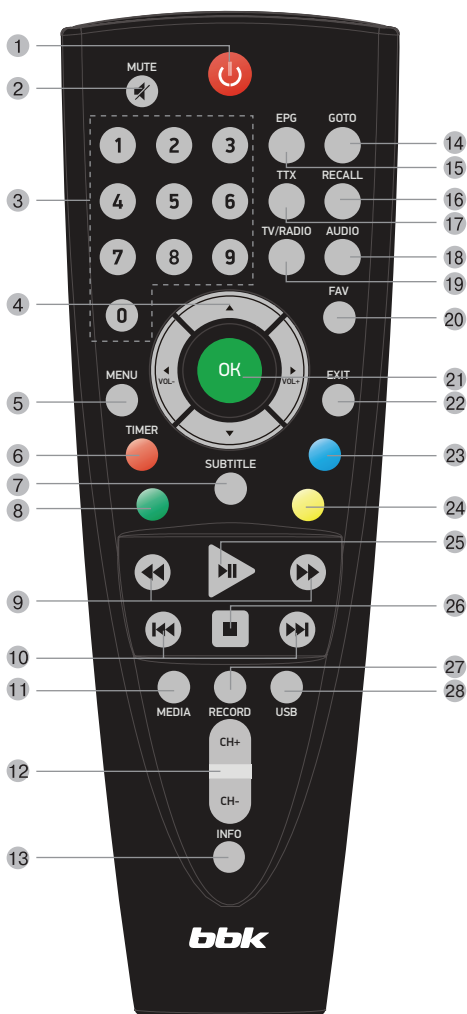 1
MUTE
2
EPG GOTO
1 2 3
14
15
TTX RECALL
3
4 5 6
16
17
TV/RADIO AUDIO
7 8 9
18
19
4
0
FAV
20
OK
VOL- VOL+
21
MENU
EXIT
5
22
TIMER
6
23
SUBTITLE
7
8
24
25
9
26
10
27
11
28
MEDIA RECORD USB
CH+
12
CH-
INFO
13
bbk